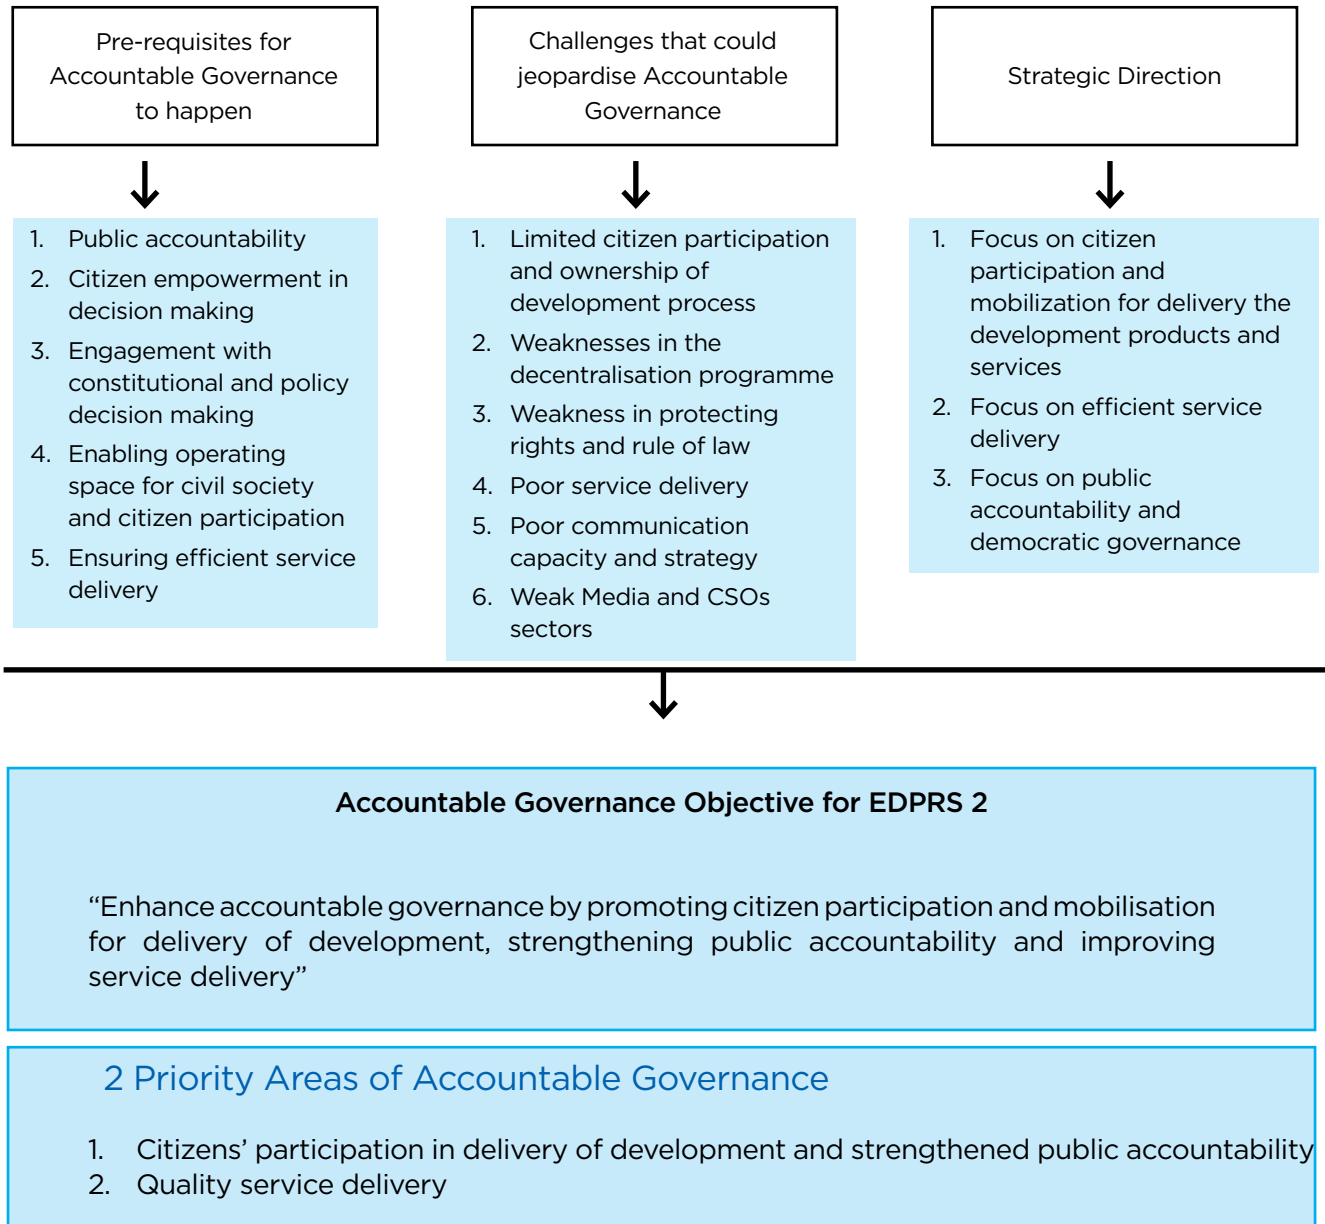 Pre-requisites for
Accountable Governance
to happen
Challenges that could
jeopardise Accountable
Governance
Strategic Direction
1. Public accountability
2. Citizen empowerment in
decision making
3. Engagement with
constitutional and policy
decision making
4. Enabling operating
space for civil society
and citizen participation
5. Ensuring efficient service
delivery
1. Limited citizen participation
and ownership of
development process
2. Weaknesses in the
decentralisation programme
3. Weakness in protecting
rights and rule of law
4. Poor service delivery
5. Poor communication
capacity and strategy
6. Weak Media and CSOs
sectors
1. Focus on citizen
participation and
mobilization for delivery the
development products and
services
2. Focus on efficient service
delivery
3. Focus on public
accountability and
democratic governance
Accountable Governance Objective for EDPRS 2
“Enhance accountable governance by promoting citizen participation and mobilisation
for delivery of development, strengthening public accountability and improving
service delivery”
2 Priority Areas of Accountable Governance
1. Citizens’ participation in delivery of development and strengthened public accountability
2. Quality service delivery